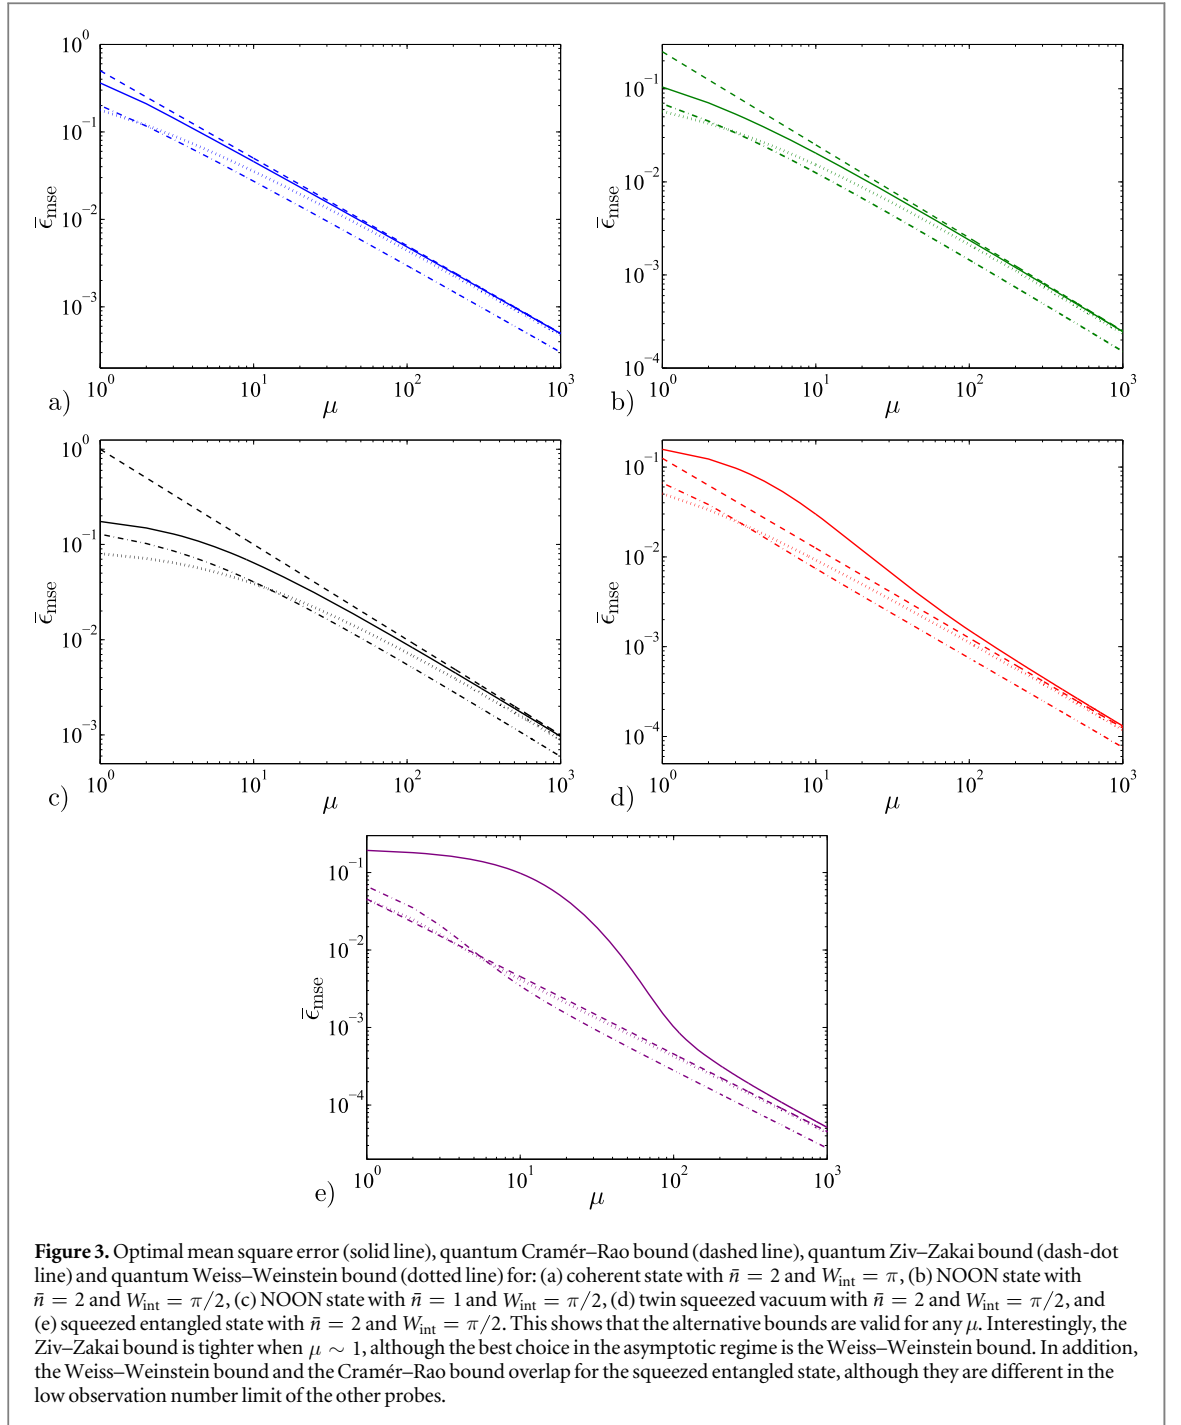 10^0
10^{-1}
10^{-2}
10^{-3}
ϵ̄_mse
10^0 10^1 10^2 10^3
a) μ
10^{-1}
10^{-2}
10^{-3}
10^{-4}
ϵ̄_mse
10^0 10^1 10^2 10^3
b) μ
10^0
10^{-1}
10^{-2}
10^{-3}
ϵ̄_mse
10^0 10^1 10^2 10^3
c) μ
10^{-1}
10^{-2}
10^{-3}
10^{-4}
ϵ̄_mse
10^0 10^1 10^2 10^3
d) μ
10^{-1}
10^{-2}
10^{-3}
10^{-4}
ϵ̄_mse
10^0 10^1 10^2 10^3
e) μ
Figure 3. Optimal mean square error (solid line), quantum Cramér–Rao bound (dashed line), quantum Ziv–Zakai bound (dash-dot
line) and quantum Weiss–Weinstein bound (dotted line) for: (a) coherent state with n̄ = 2 and W_int = π, (b) NOON state with
n̄ = 2 and W_int = π/2, (c) NOON state with n̄ = 1 and W_int = π/2, (d) twin squeezed vacuum with n̄ = 2 and W_int = π/2, and
(e) squeezed entangled state with n̄ = 2 and W_int = π/2. This shows that the alternative bounds are valid for any μ. Interestingly, the
Ziv–Zakai bound is tighter when μ ∼ 1, although the best choice in the asymptotic regime is the Weiss–Weinstein bound. In addition,
the Weiss–Weinstein bound and the Cramér–Rao bound overlap for the squeezed entangled state, although they are different in the
low observation number limit of the other probes.